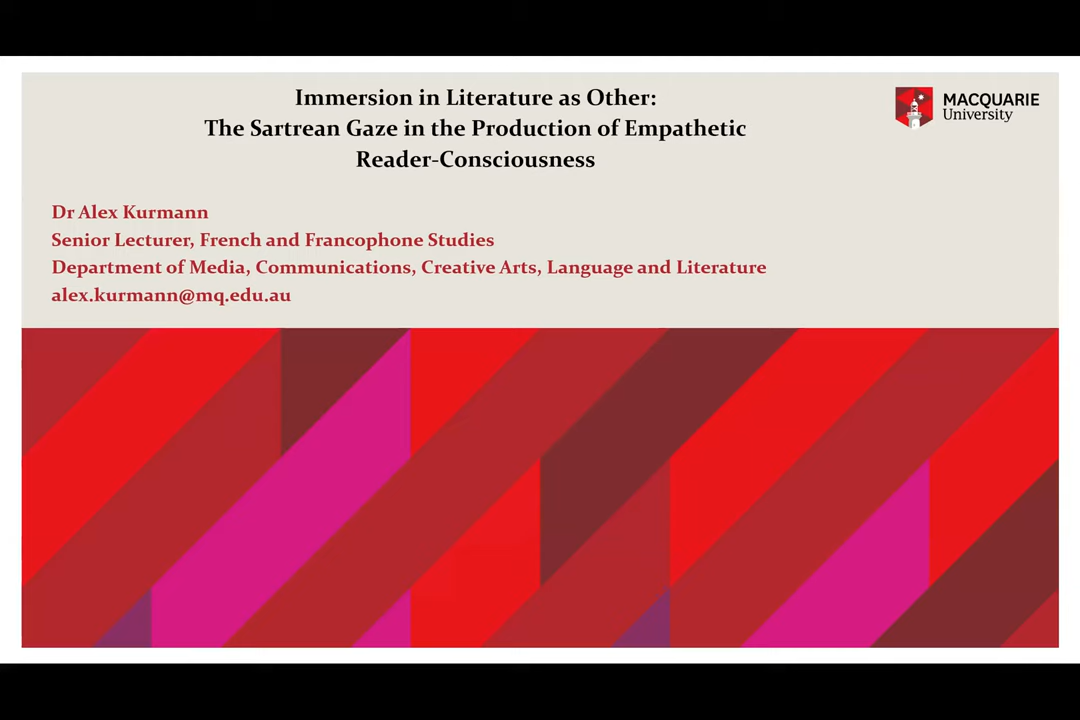 Immersion in Literature as Other:
The Sartrean Gaze in the Production of Empathetic
Reader-Consciousness
MACQUARIE
University
Dr Alex Kurmann
Senior Lecturer, French and Francophone Studies
Department of Media, Communications, Creative Arts, Language and Literature
alex.kurmann@mq.edu.au